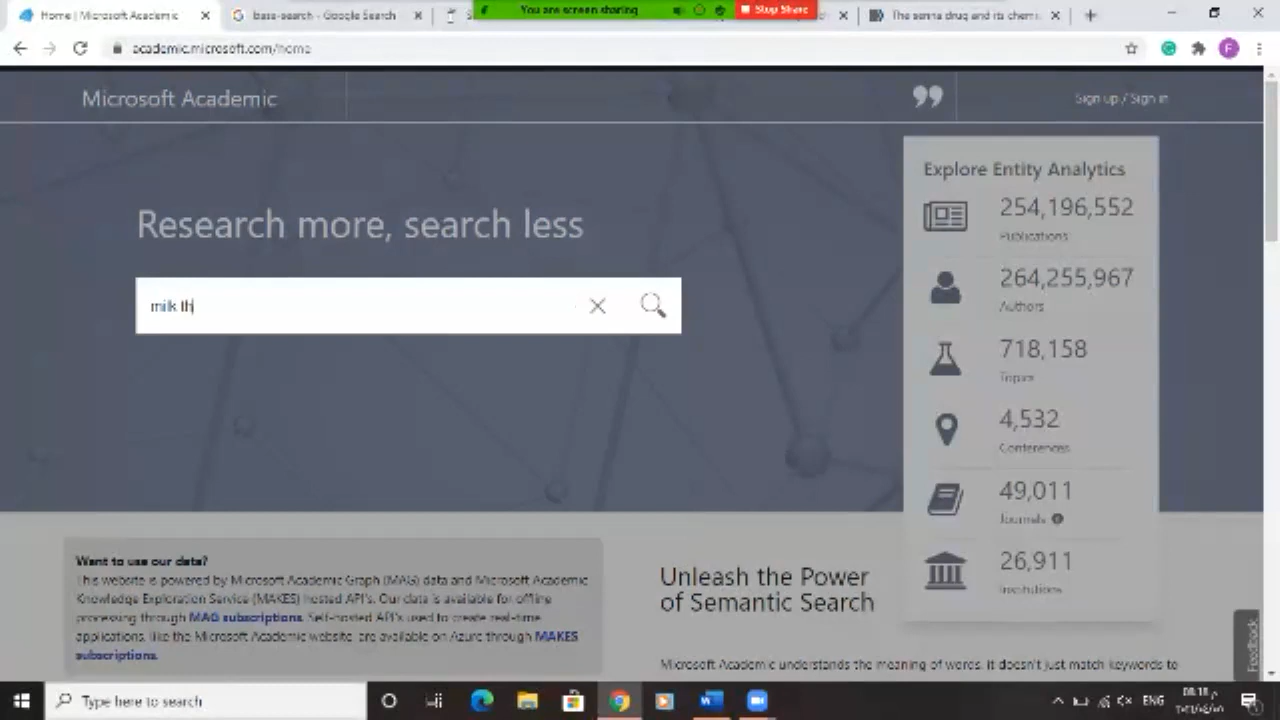 Home | Microsoft Academic
base-search - Google Search
You are screen sharing
Stop Share
The senna drug and its chemi
academic.microsoft.com/home
F
Microsoft Academic
Sign up / Sign in
Research more, search less
milk th
Explore Entity Analytics
254,196,552
Publications
264,255,967
Authors
718,158
Topics
4,532
Conferences
49,011
Journals
26,911
Institutions
Want to use our data?
This website is powered by Microsoft Academic Graph (MAG) data and Microsoft Academic
Knowledge Exploration Service (MAKES) hosted API's. Our data is available for offline
processing through MAG subscriptions. Self-hosted API's used to create real-time
applications, like the Microsoft Academic website, are available on Azure through MAKES
subscriptions.
Unleash the Power
of Semantic Search
Microsoft Academic understands the meaning of words, it doesn't just match keywords to
Feedback
Type here to search
ENG